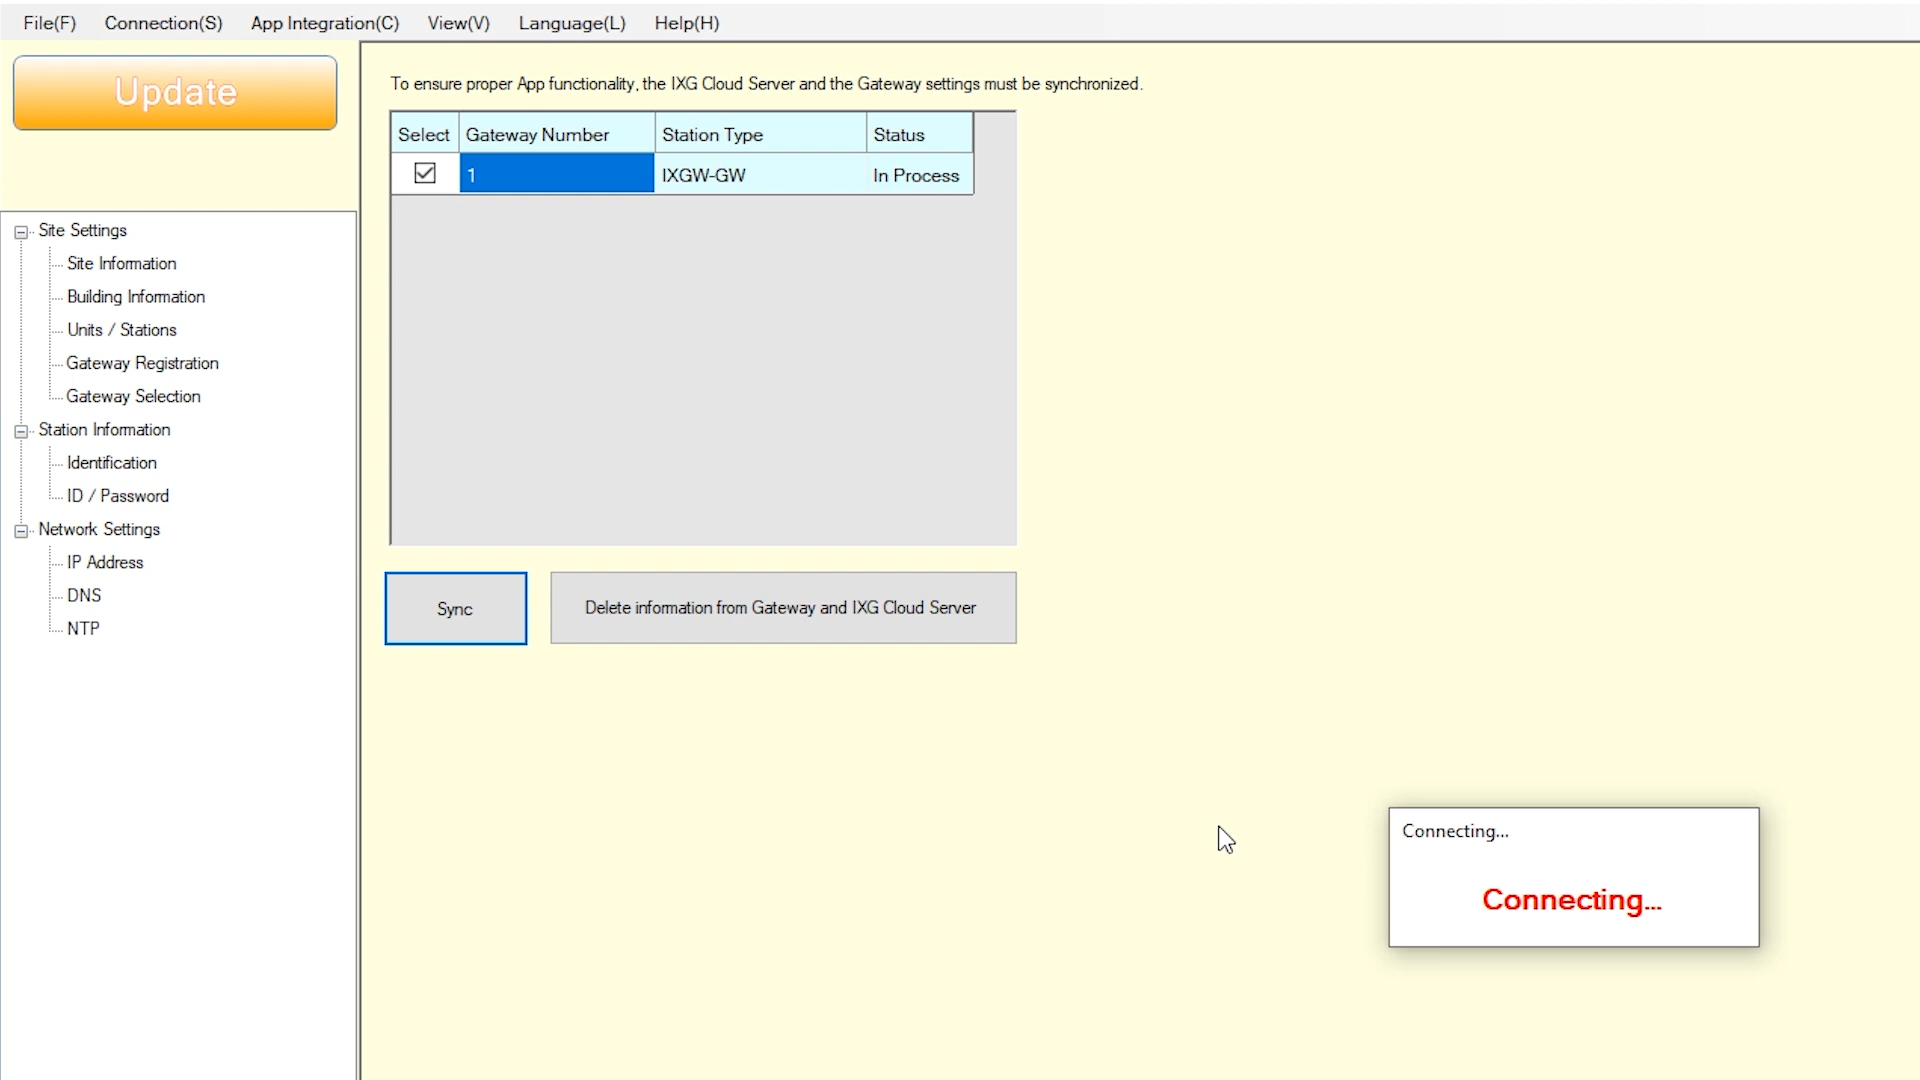 File(F) Connection(S) App Integration(C) View(V) Language(L) Help(H)
Update
Site Settings
Site Information
Building Information
Units / Stations
Gateway Registration
Gateway Selection
Station Information
Identification
ID / Password
Network Settings
IP Address
DNS
NTP
To ensure proper App functionality, the IXG Cloud Server and the Gateway settings must be synchronized.
Select Gateway Number Station Type Status
1 IXGW-GW In Process
Sync Delete information from Gateway and IXG Cloud Server
Connecting...
Connecting...